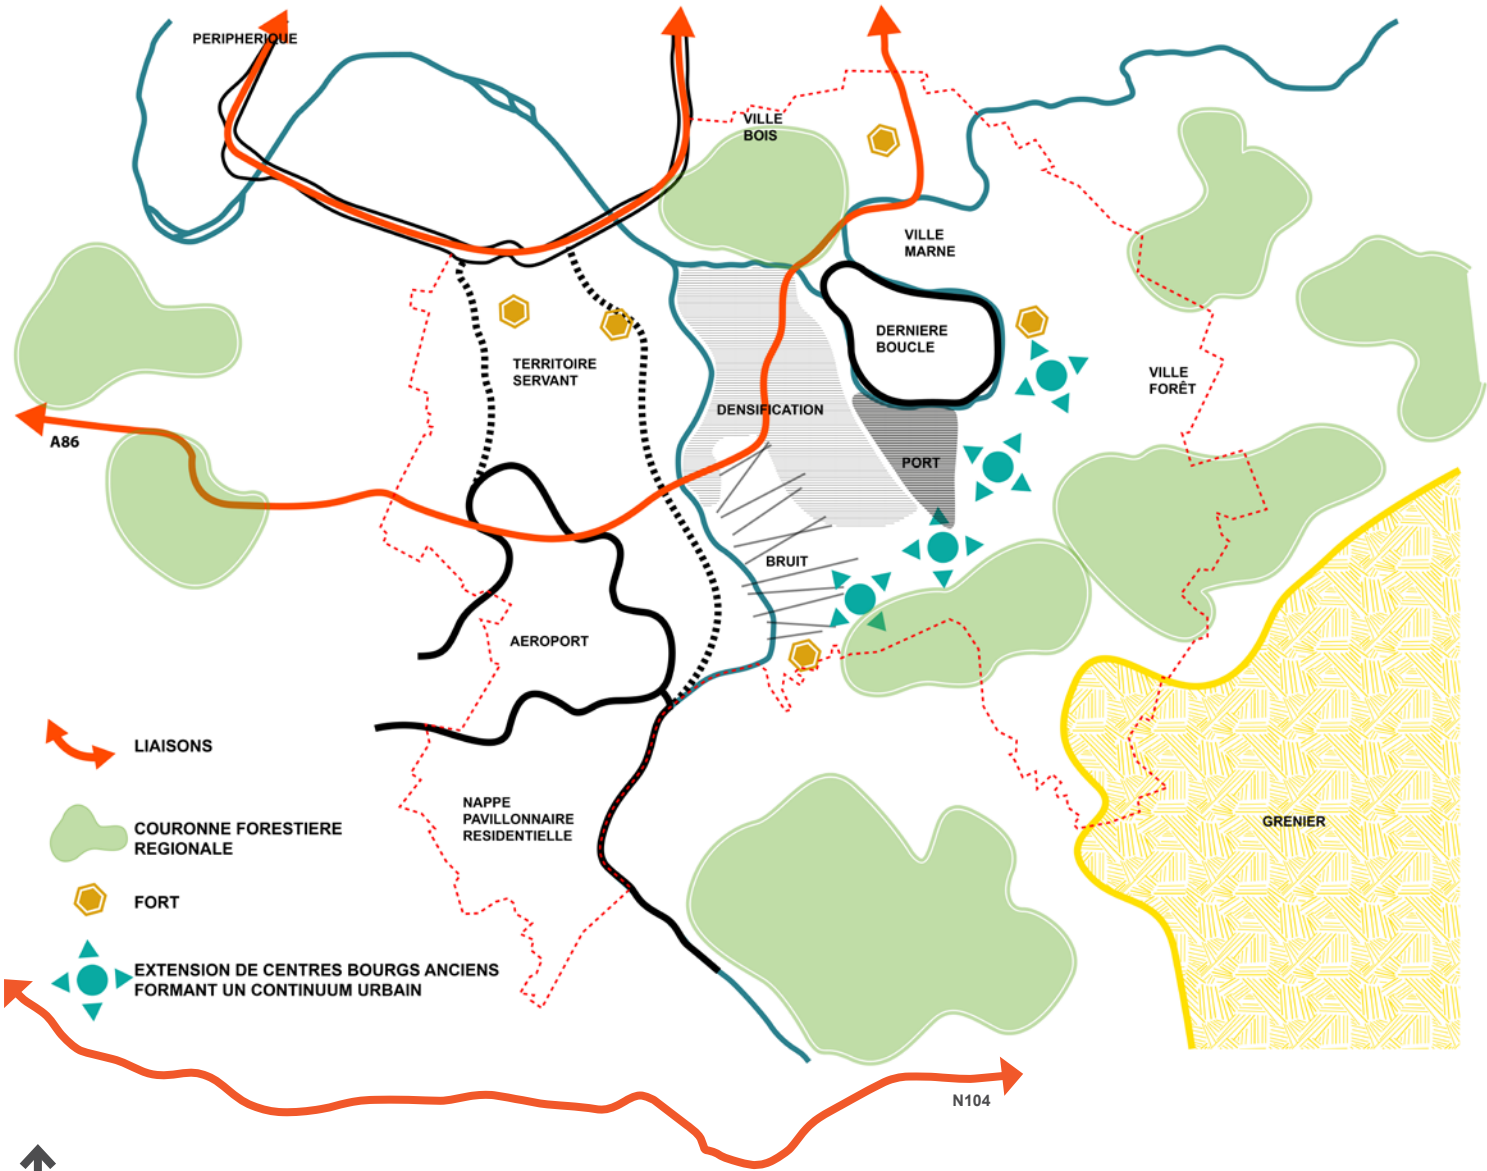 PERIPHERIQUE
VILLE
BOIS
VILLE
MARNE
DERNIERE
BOUCLE
TERRITOIRE
SERVANT
VILLE
FORÊT
DENSIFICATION
A86
PORT
BRUIT
AEROPORT
LIAISONS
NAPPE
PAVILLONNAIRE
RESIDENTIELLE
GRENIER
COURONNE FORESTIERE
REGIONALE
FORT
EXTENSION DE CENTRES BOURGS ANCIENS
FORMANT UN CONTINUUM URBAIN
N104